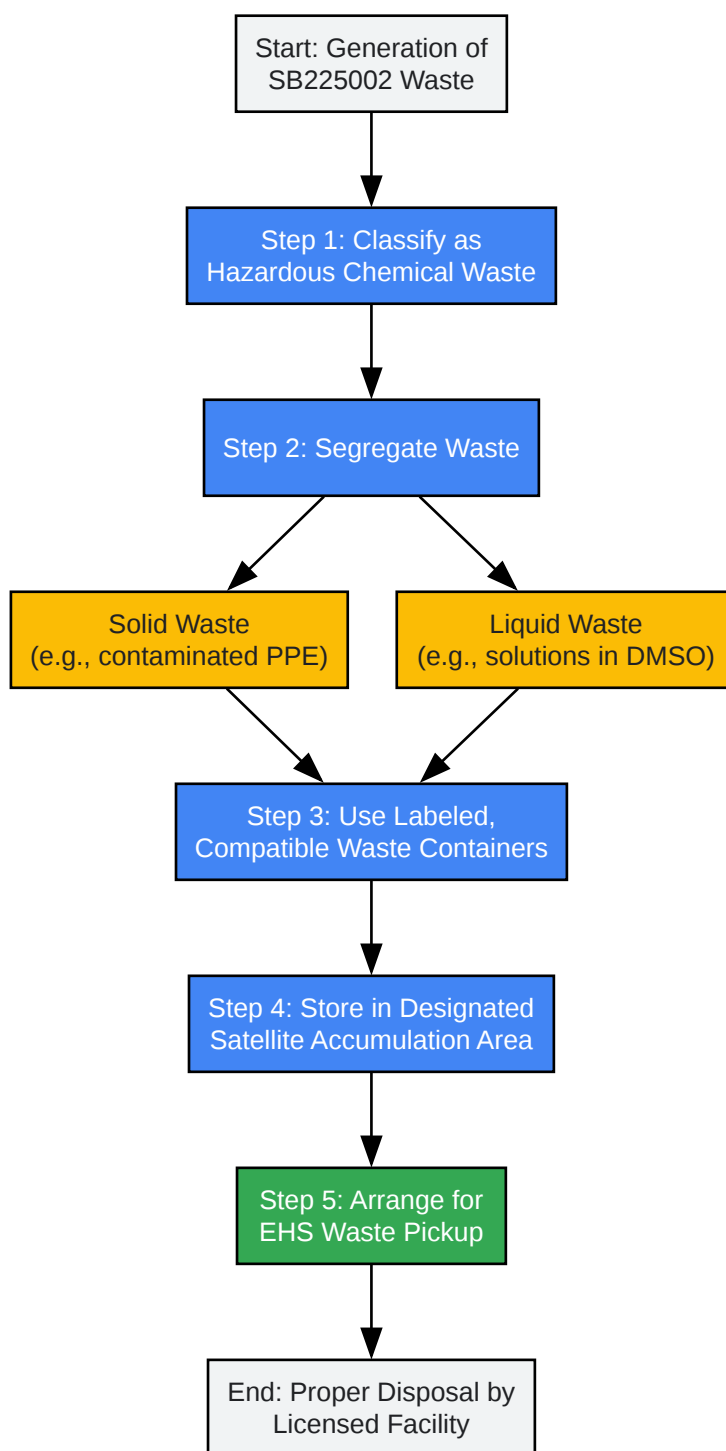 Start: Generation of
SB225002 Waste
Step 1: Classify as
Hazardous Chemical Waste
Step 2: Segregate Waste
Solid Waste
(e.g., contaminated PPE)
Liquid Waste
(e.g., solutions in DMSO)
Step 3: Use Labeled,
Compatible Waste Containers
Step 4: Store in Designated
Satellite Accumulation Area
Step 5: Arrange for
EHS Waste Pickup
End: Proper Disposal by
Licensed Facility